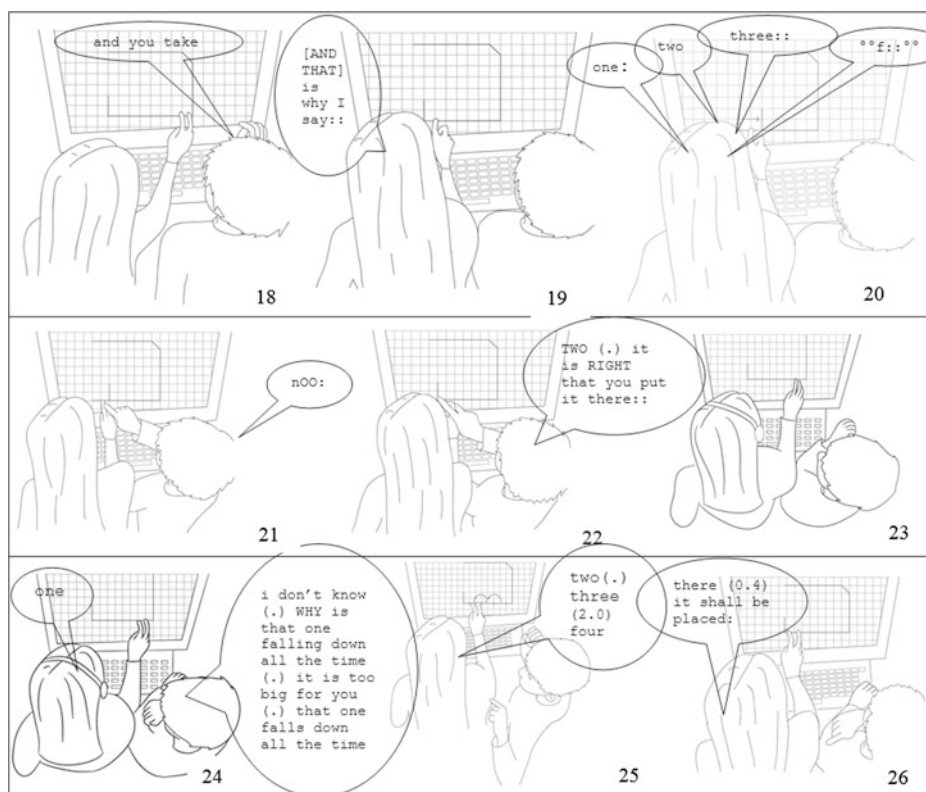 and you take
[AND
THAT]
is
why I
say::
one:
two
three::
°°f::°°
18
19
20
nOO:
TWO (.) it
is RIGHT
that you put
it there::
21
22
23
one
i don't know
(.) WHY is
that one
falling down
all the time
(.) it is too
big for you
(.) that one
falls down
all the time
two(.)
three
(2.0)
four
there (0.4)
it shall be
placed:
24
25
26